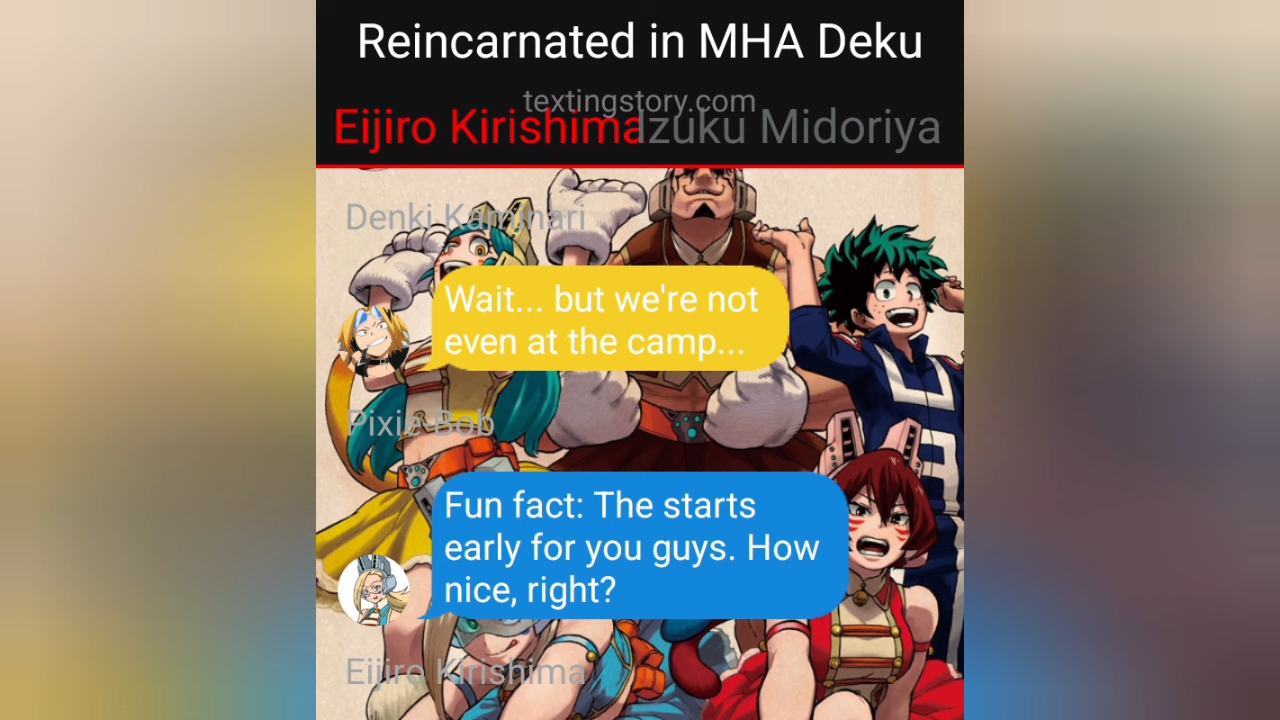 Reincarnated in MHA Deku
textingstory.com
Eijiro Kirishima Izuku Midoriya
Denki Kaminari
Wait... but we're not
even at the camp...
Pixie-Bob
Fun fact: The starts
early for you guys. How
nice, right?
Eijiro Kirishima